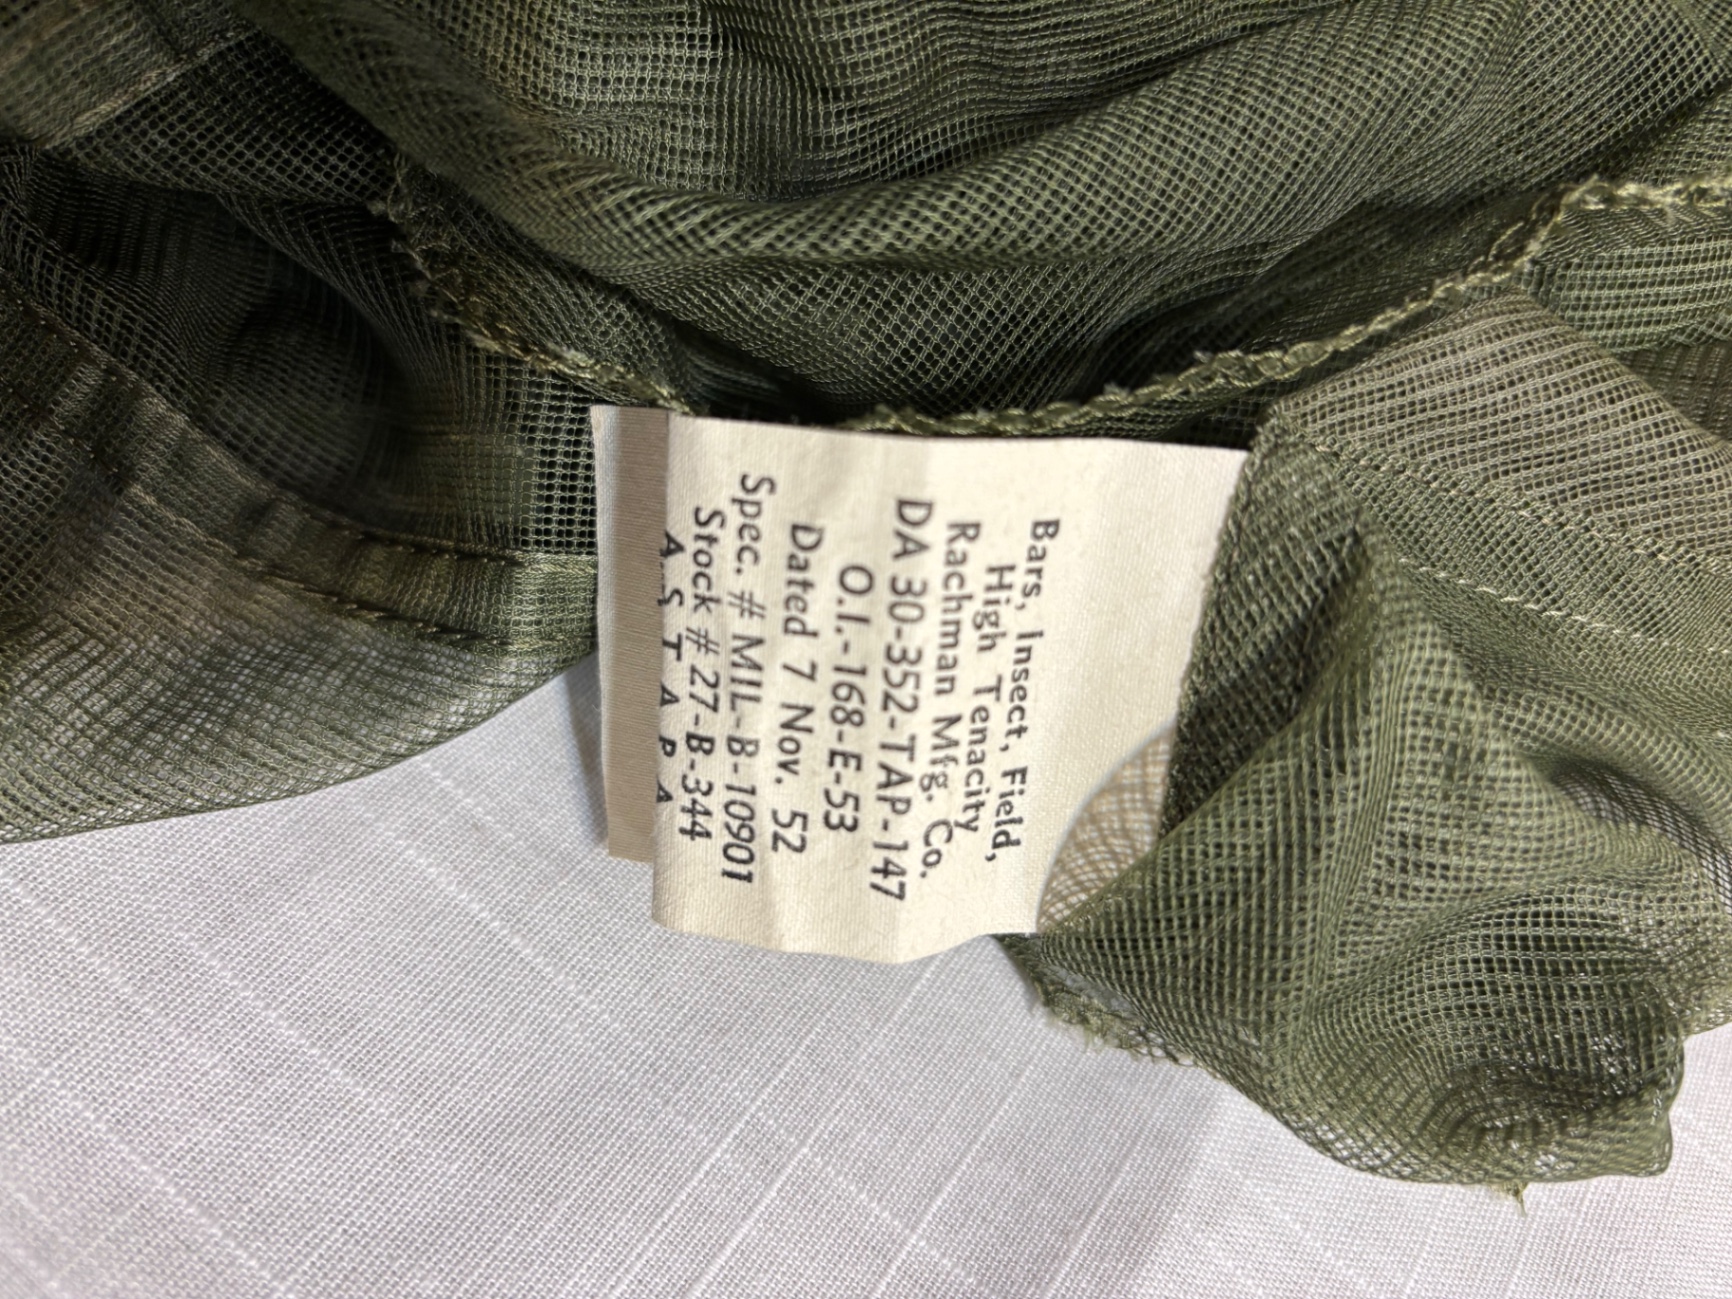 Bars, Insect, Field,
High Tenacity
Rachman Mfg. Co.
DA 30-352-TAP-147
O.I.-168-E-53
Dated 7 Nov. 52
Spec. # MIL-B-10901
Stock # 27-B-344
A S T A P A